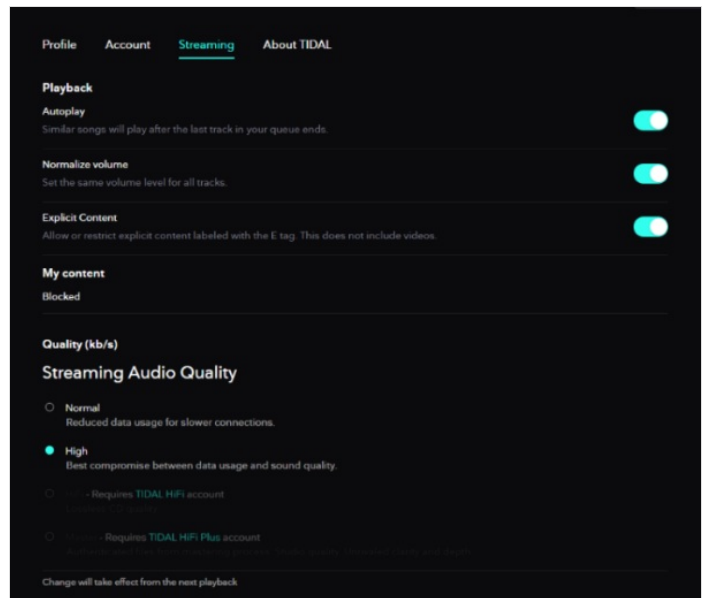 Profile Account Streaming About TIDAL
Playback
Autoplay
Similar songs will play after the last track in your queue ends.
Normalize volume
Set the same volume level for all tracks.
Explicit Content
Allow or restrict explicit content labeled with the E tag. This does not include videos.
My content
Blocked
Quality (kb/s)
Streaming Audio Quality
Normal
Reduced data usage for slower connections.
High
Best compromise between data usage and sound quality.
- Requires TIDAL HiFi account
- Requires TIDAL HiFi Plus account
Change will take effect from the next playback